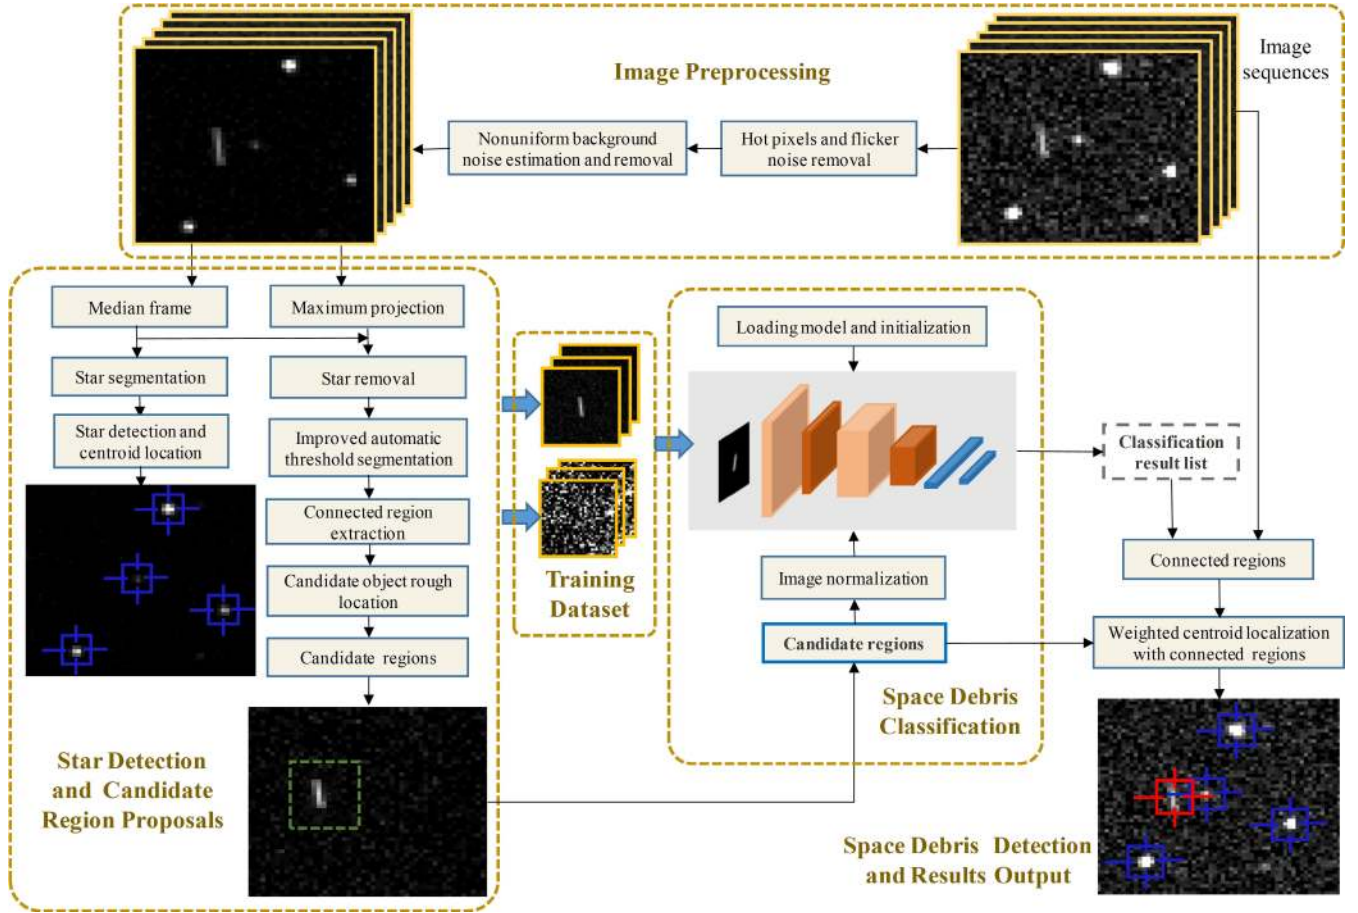 Image Preprocessing
Image
sequences
Nonuniform background
noise estimation and removal
Hot pixels and flicker
noise removal
Median frame
Maximum projection
Star segmentation
Star removal
Star detection and
centroid location
Improved automatic
threshold segmentation
Connected region
extraction
Candidate object rough
location
Candidate regions
Star Detection
and Candidate
Region Proposals
Training
Dataset
Loading model and initialization
Image normalization
Candidate regions
Space Debris
Classification
Classification
result list
Connected regions
Weighted centroid localization
with connected regions
Space Debris Detection
and Results Output